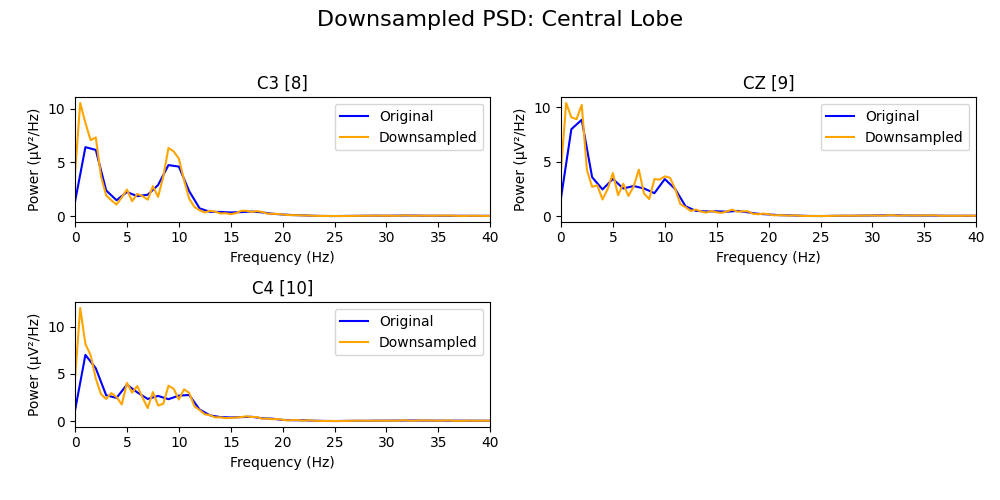 Downsampled PSD: Central Lobe
C3 [8]
Power (µV²/Hz)
10
5
0
Original
Downsampled
0 5 10 15 20 25 30 35 40
Frequency (Hz)
CZ [9]
Power (µV²/Hz)
10
5
0
Original
Downsampled
0 5 10 15 20 25 30 35 40
Frequency (Hz)
C4 [10]
Power (µV²/Hz)
10
5
0
Original
Downsampled
0 5 10 15 20 25 30 35 40
Frequency (Hz)